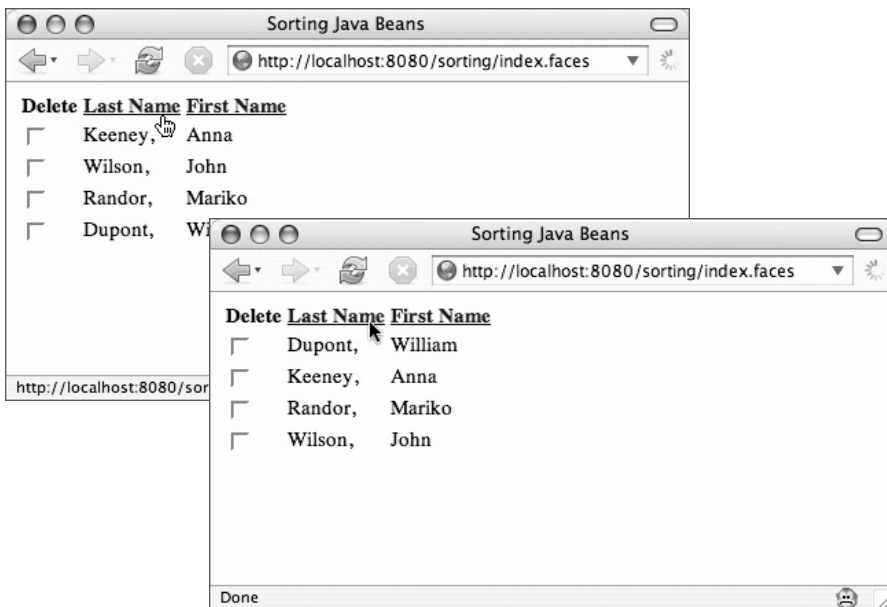 Sorting Java Beans
http://localhost:8080/sorting/index.faces
Delete Last Name First Name
Keeney, Anna
Wilson, John
Randor, Mariko
Dupont, Wi
http://localhost:8080/sor
Sorting Java Beans
http://localhost:8080/sorting/index.faces
Delete Last Name First Name
Dupont, William
Keeney, Anna
Randor, Mariko
Wilson, John
Done